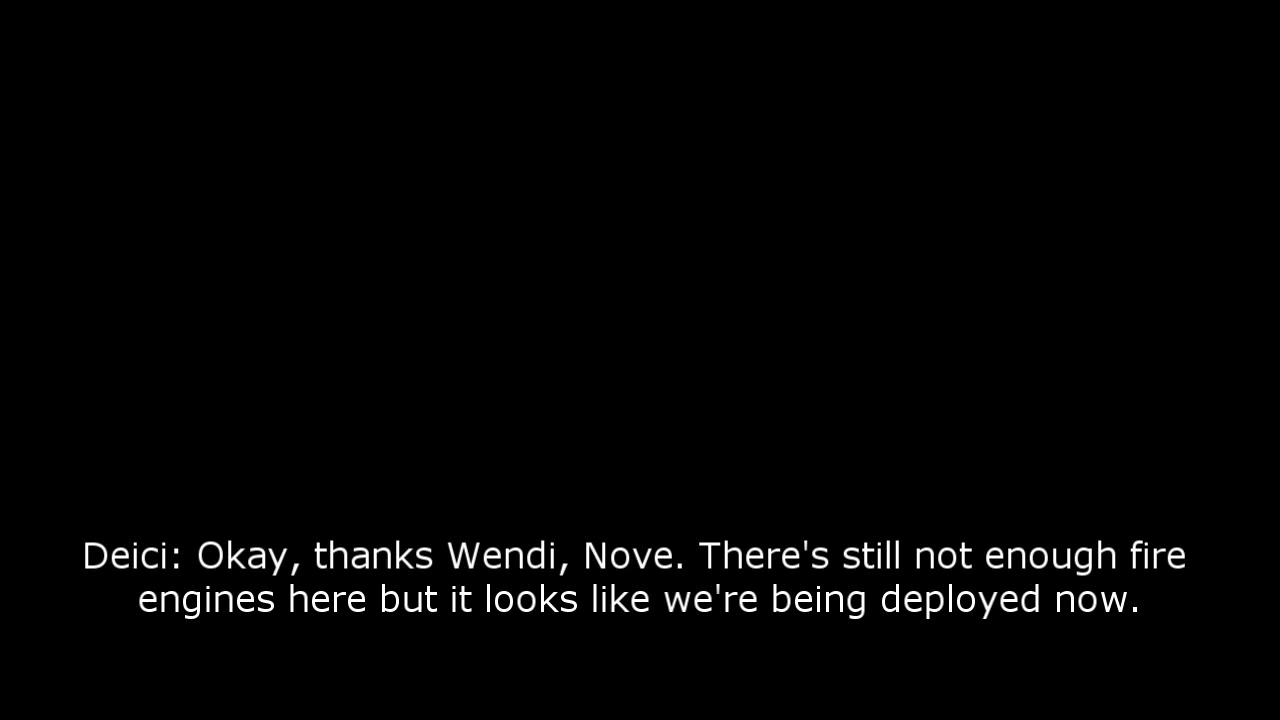 Deici: Okay, thanks Wendi, Nove. There's still not enough fire
engines here but it looks like we're being deployed now.